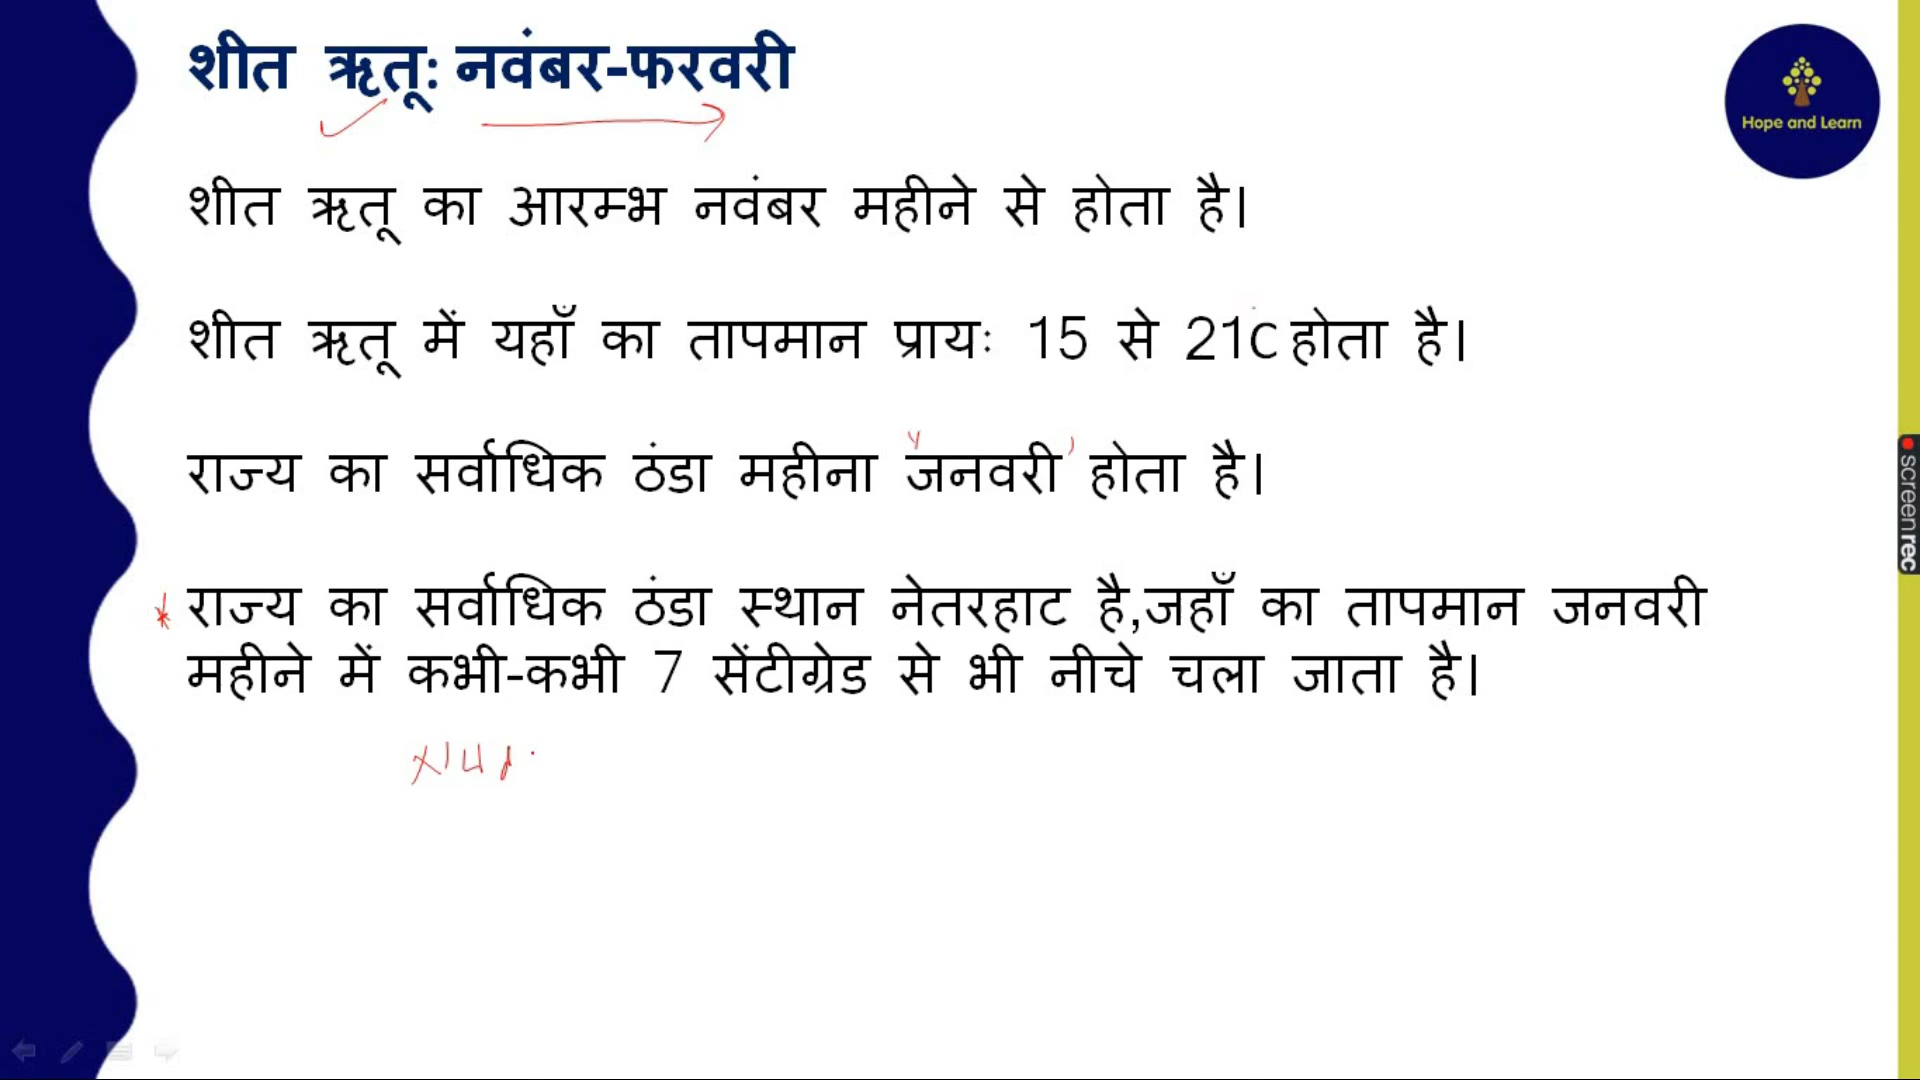 शीत ऋतू: नवंबर-फरवरी
Hope and Learn
शीत ऋतू का आरम्भ नवंबर महीने से होता है।
शीत ऋतू में यहाँ का तापमान प्रायः 15 से 21c होता है।
राज्य का सर्वाधिक ठंडा महीना जनवरी होता है।
राज्य का सर्वाधिक ठंडा स्थान नेतरहाट है,जहाँ का तापमान जनवरी
महीने में कभी-कभी 7 सेंटीग्रेड से भी नीचे चला जाता है।
screenrec